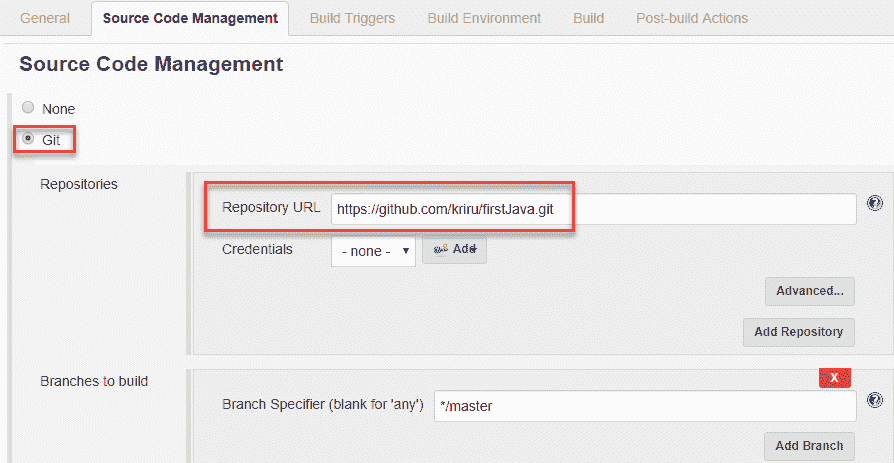 General Source Code Management Build Triggers Build Environment Build Post-build Actions
Source Code Management
None
Git
Repositories
Repository URL https://github.com/kriru/firstJava.git ?
Credentials - none - Add
Advanced...
Add Repository
Branches to build
X
Branch Specifier (blank for 'any') */master ?
Add Branch